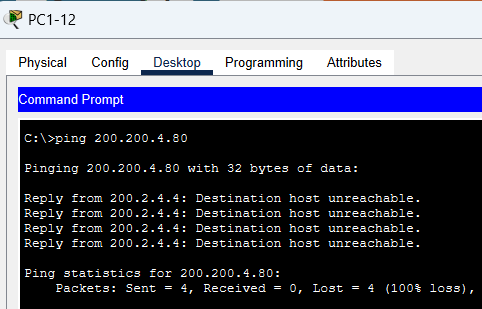 PC1-12
Physical Config Desktop Programming Attributes
Command Prompt
C:\>ping 200.200.4.80
Pinging 200.200.4.80 with 32 bytes of data:
Reply from 200.2.4.4: Destination host unreachable.
Reply from 200.2.4.4: Destination host unreachable.
Reply from 200.2.4.4: Destination host unreachable.
Reply from 200.2.4.4: Destination host unreachable.
Ping statistics for 200.200.4.80:
Packets: Sent = 4, Received = 0, Lost = 4 (100% loss),